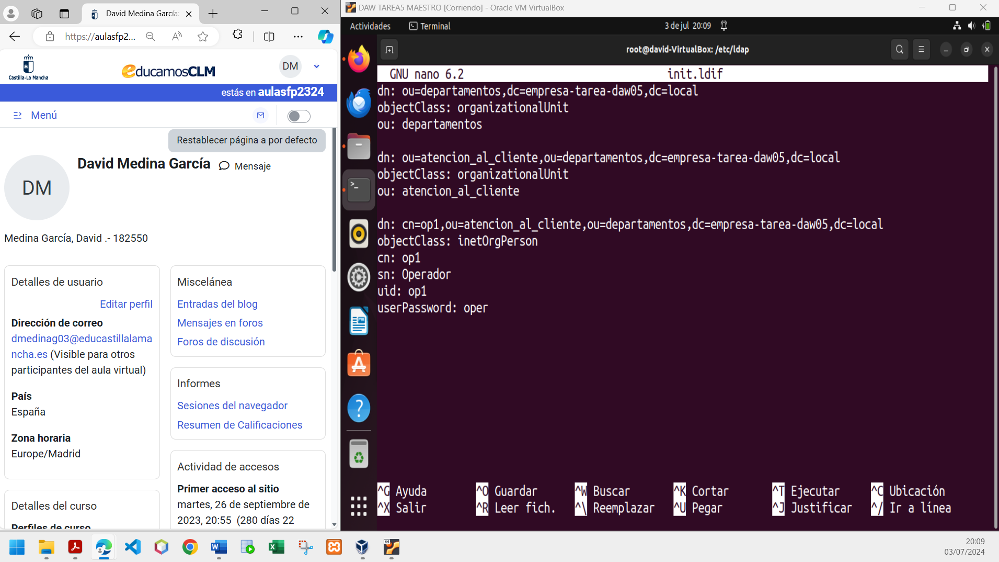 David Medina García:
https://aulasfp2...
Castilla-La Mancha
educamosCLM
DM
estás en aulasfp2324
Menú
Restablecer página a por defecto
DM
David Medina García
Mensaje
Medina García, David .- 182550
Detalles de usuario
Editar perfil
Dirección de correo
dmedinag03@educastillalama
ncha.es (Visible para otros
participantes del aula virtual)
País
España
Zona horaria
Europe/Madrid
Detalles del curso
Perfiles de curso
Miscelánea
Entradas del blog
Mensajes en foros
Foros de discusión
Informes
Sesiones del navegador
Resumen de Calificaciones
Actividad de accesos
Primer acceso al sitio
martes, 26 de septiembre de
2023, 20:55 (280 días 22
DAW TAREA5 MAESTRO [Corriendo] - Oracle VM VirtualBox
Actividades
Terminal
3 de jul 20:09
root@david-VirtualBox: /etc/ldap
GNU nano 6.2 init.ldif
dn: ou=departamentos,dc=empresa-tarea-daw05,dc=local
objectClass: organizationalUnit
ou: departamentos
dn: ou=atencion_al_cliente,ou=departamentos,dc=empresa-tarea-daw05,dc=local
objectClass: organizationalUnit
ou: atencion_al_cliente
dn: cn=op1,ou=atencion_al_cliente,ou=departamentos,dc=empresa-tarea-daw05,dc=local
objectClass: inetOrgPerson
cn: op1
sn: Operador
uid: op1
userPassword: oper
^G Ayuda ^O Guardar ^W Buscar ^K Cortar ^T Ejecutar ^C Ubicación
^X Salir ^R Leer fich. ^\ Reemplazar ^U Pegar ^J Justificar ^/ Ir a línea
20:09
03/07/2024